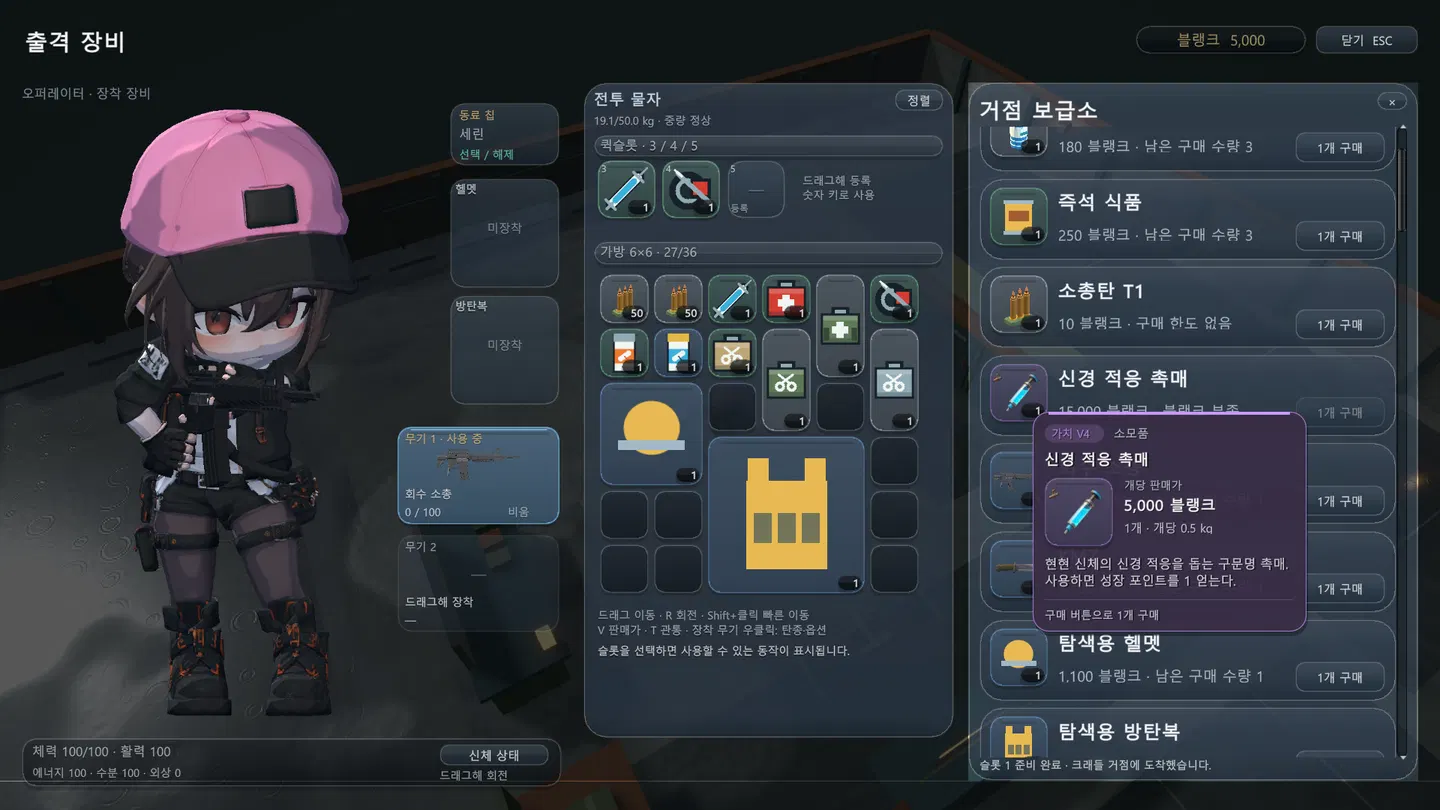 출격 장비
블랭크 5,000
닫기 ESC
오퍼레이터 · 장착 장비
동료 칩
세린
선택 / 해제
헬멧
미장착
방탄복
미장착
무기 1 · 사용 중
회수 소총
0 / 100 비움
무기 2
—
드래그해 장착
—
체력 100/100 · 활력 100
에너지 100 · 수분 100 · 외상 0
신체 상태
드래그해 회전
전투 물자
정렬
19.1/50.0 kg · 중량 정상
퀵슬롯 · 3 / 4 / 5
3
1
4
1
5
—
등록
드래그해 등록
숫자 키로 사용
가방 6×6 · 27/36
50
50
1
1
1
1
1
1
1
1
1
1
1
드래그 이동 · R 회전 · Shift+클릭 빠른 이동
V 판매가 · T 관통 · 장착 무기 우클릭: 탄종 옵션
슬롯을 선택하면 사용할 수 있는 동작이 표시됩니다.
거점 보급소
×
1
180 블랭크 · 남은 구매 수량 3
1개 구매
즉석 식품
1
250 블랭크 · 남은 구매 수량 3
1개 구매
소총탄 T1
1
10 블랭크 · 구매 한도 없음
1개 구매
신경 적응 촉매
1
15,000 블랭크 · 블랭크 부족
1개 구매
가치 V4 소모품
신경 적응 촉매
개당 판매가
5,000 블랭크
1개 · 개당 0.5 kg
현현 신체의 신경 적응을 돕는 구문명 촉매.
사용하면 성장 포인트를 1 얻는다.
구매 버튼으로 1개 구매
1개 구매
1개 구매
탐색용 헬멧
1
1,100 블랭크 · 남은 구매 수량 1
1개 구매
탐색용 방탄복
1
슬롯 1 준비 완료 · 크래들 거점에 도착했습니다.